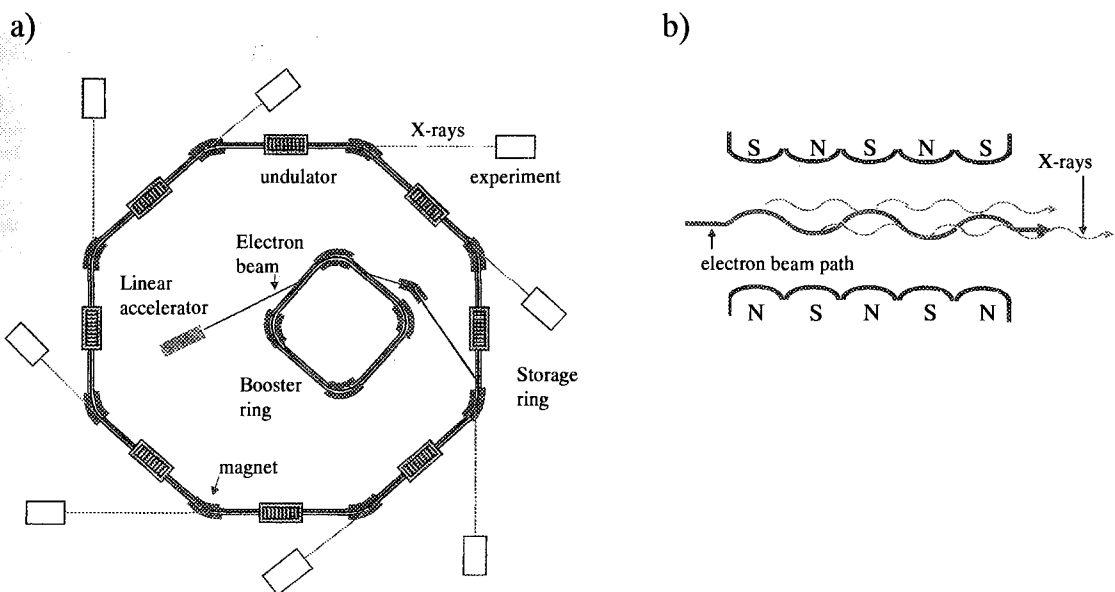 a)
X-rays
undulator
experiment
Electron
beam
Linear
accelerator
Booster
ring
Storage
ring
magnet
b)
S N S N S
X-rays
electron beam path
N S N S N